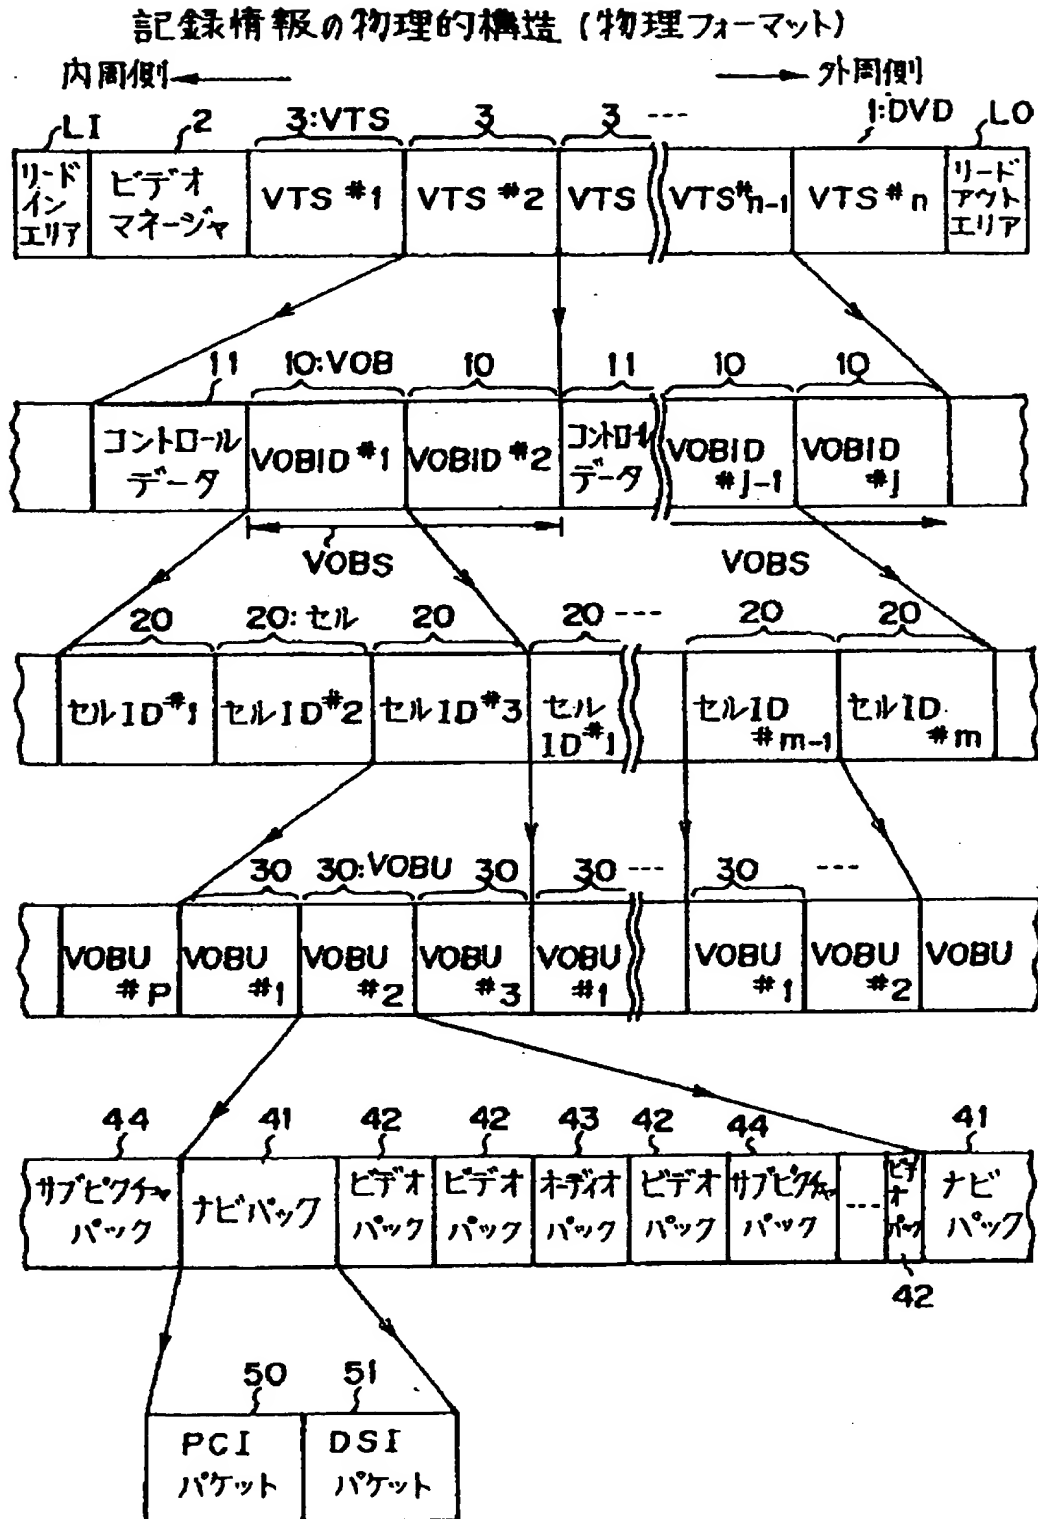 記録情報の物理的構造 (物理フォーマット)
内周側
外周側
LI
2
3:VTS
3
3
---
1:DVD
LO
リード
イン
エリア
ビデオ
マネージャ
VTS #1
VTS #2
VTS
VTS#n-1
VTS #n
リード
アウト
エリア
11
10:VOB
10
11
10
10
コントロール
データ
VOBID #1
VOBID #2
コントロール
データ
VOBID
#j-1
VOBID
#j
VOBS
VOBS
20
20:セル
20
20
---
20
20
セルID#1
セルID#2
セルID#3
セル
ID#1
セルID
#m-1
セルID
#m
30
30:VOBU
30
30
---
30
---
VOBU
#P
VOBU
#1
VOBU
#2
VOBU
#3
VOBU
#1
VOBU
#1
VOBU
#2
VOBU
44
41
42
42
43
42
44
41
サブピクチャ
パック
ナビパック
ビデオ
パック
ビデオ
パック
オーディオ
パック
ビデオ
パック
サブピクチャ
パック
---
ビデ
オ
パック
ナビ
パック
42
50
51
PCI
パケット
DSI
パケット